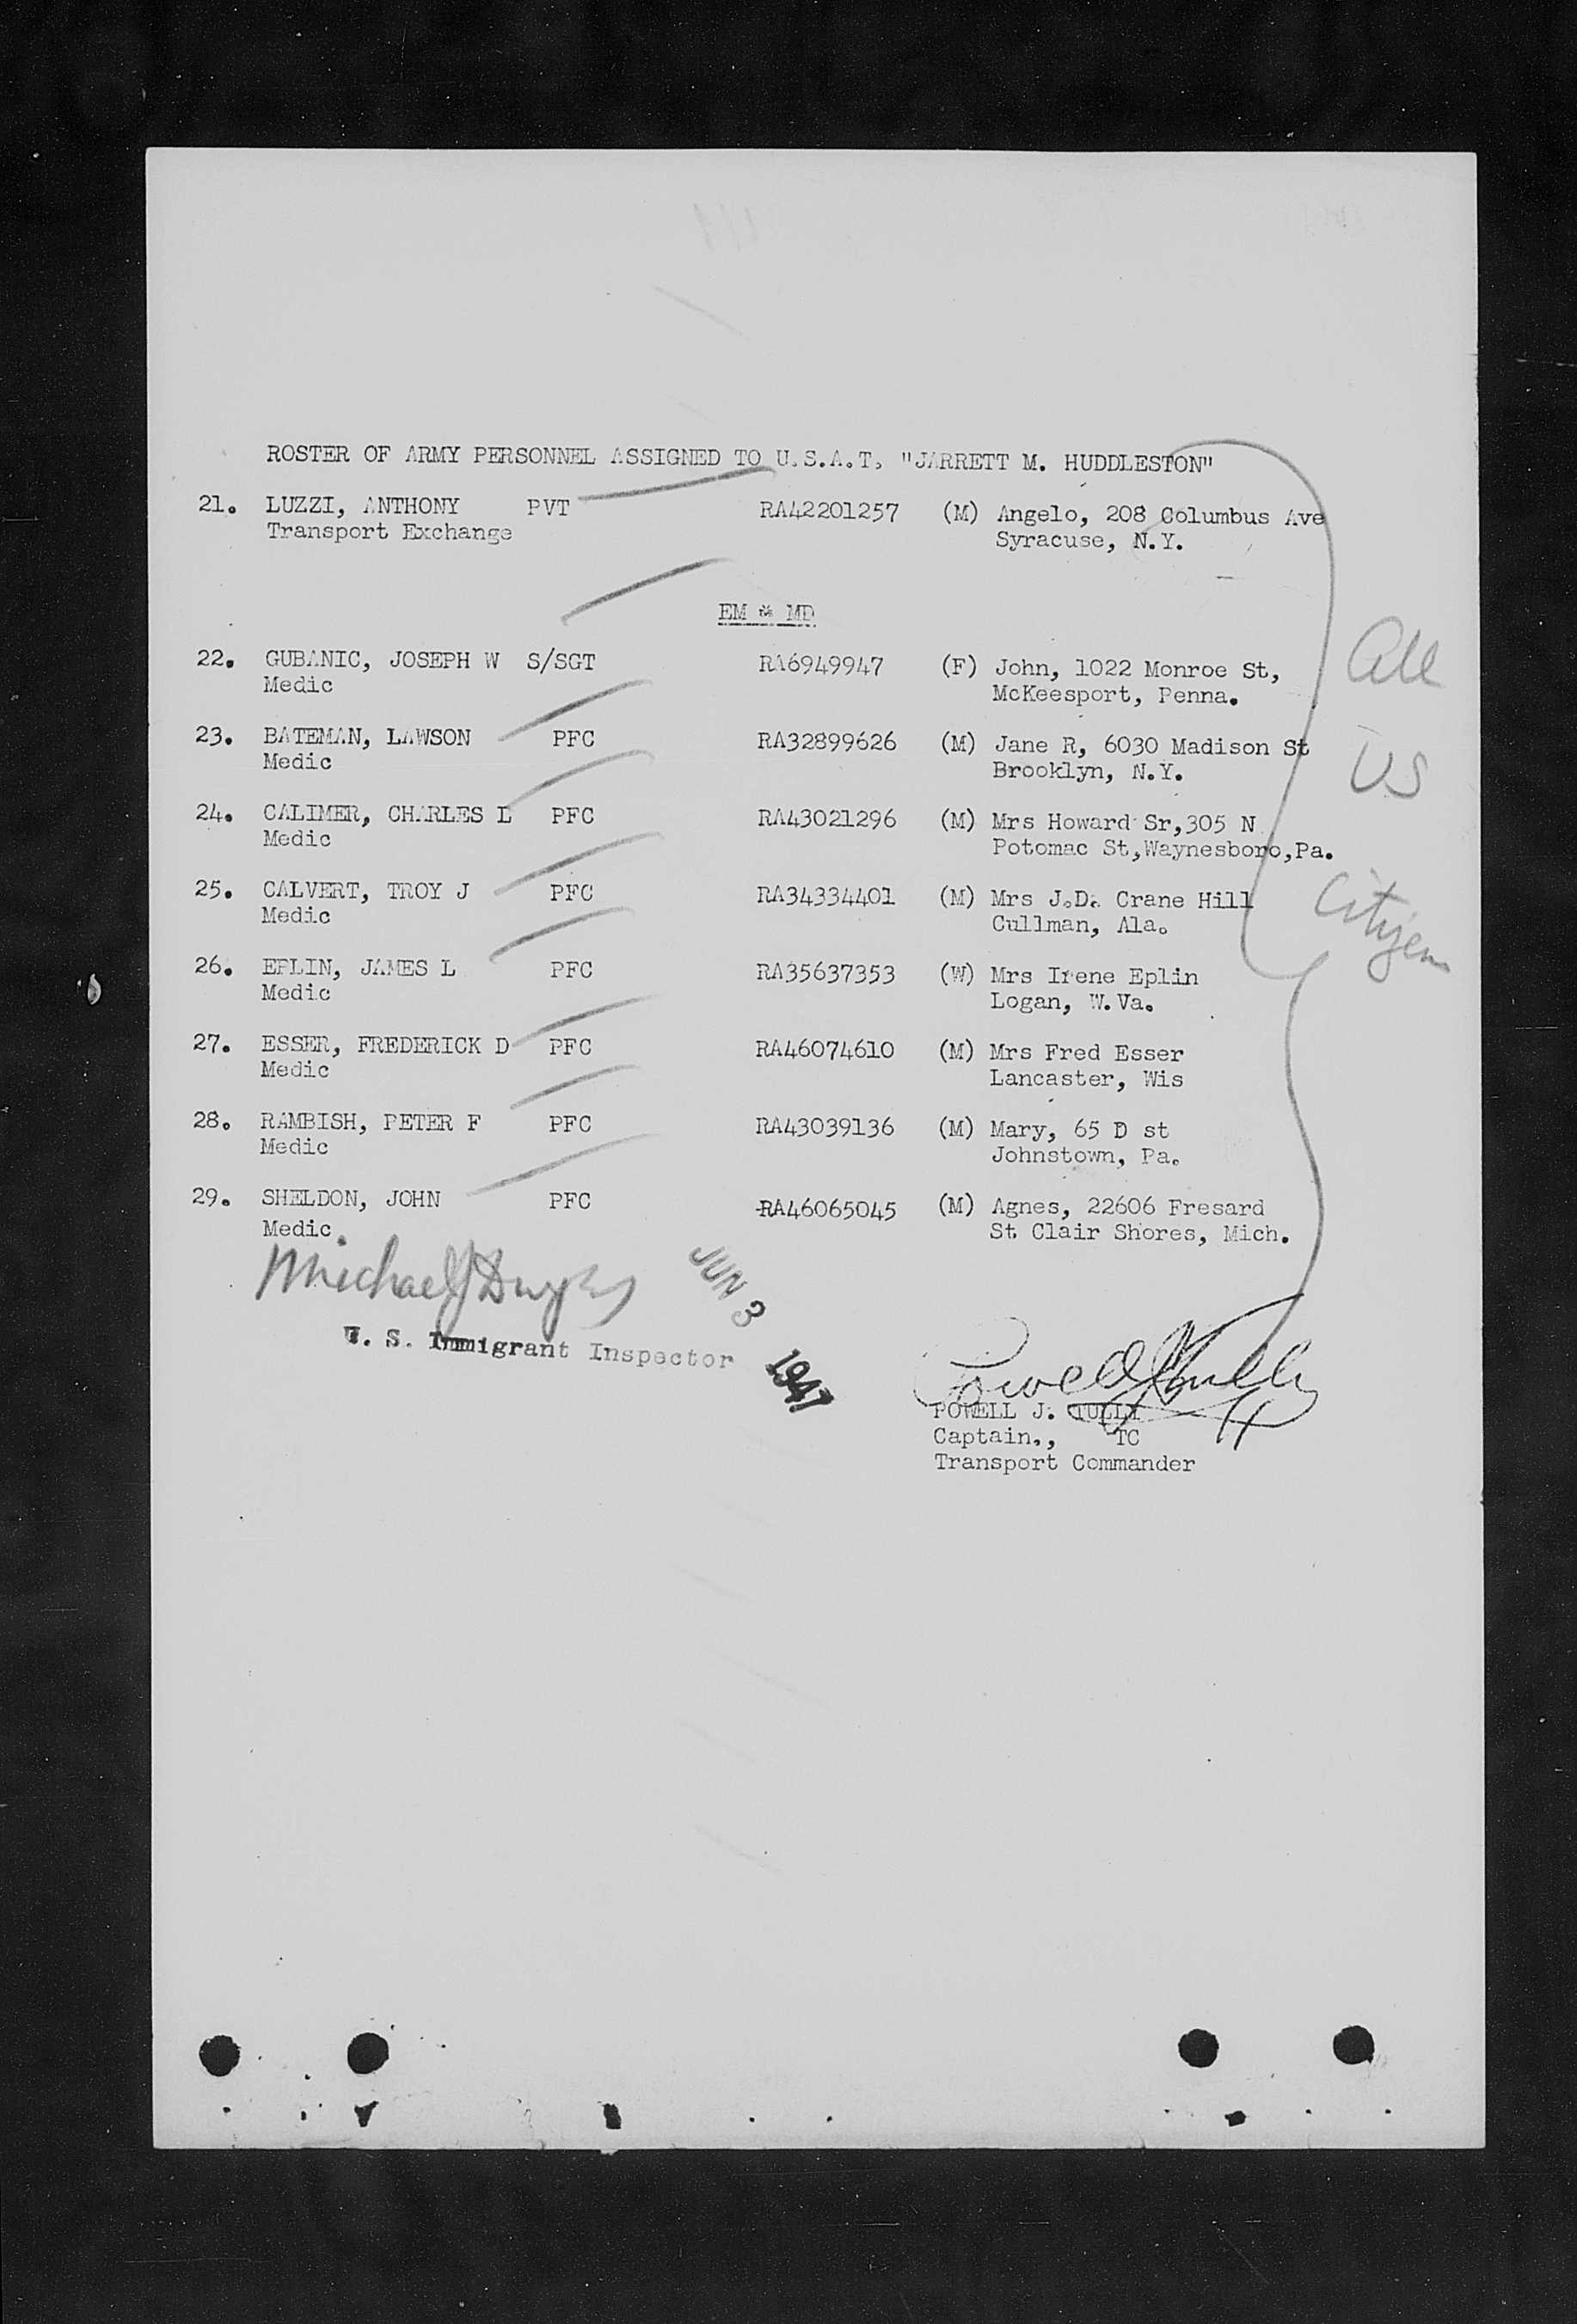 ROSTER OF ARMY PERSONNEL ASSIGNED TO U.S.A.T. "JARRETT M. HUDDLESTON"
21. LUZZI, ANTHONY PVT RA42201257 (M) Angelo, 208 Columbus Ave
Transport Exchange Syracuse, N.Y.
EM * MD
22. GUBANIC, JOSEPH W S/SGT RA6949947 (F) John, 1022 Monroe St,
Medic McKeesport, Penna.
23. BATEMAN, LAWSON PFC RA32899626 (M) Jane R, 6030 Madison St
Medic Brooklyn, N.Y.
24. CALIMER, CHARLES L PFC RA43021296 (M) Mrs Howard Sr,305 N
Medic Potomac St,Waynesboro,Pa.
25. CALVERT, TROY J PFC RA34334401 (M) Mrs J.D. Crane Hill
Medic Cullman, Ala.
26. EPLIN, JAMES L PFC RA35637353 (W) Mrs Irene Eplin
Medic Logan, W.Va.
27. ESSER, FREDERICK D PFC RA46074610 (M) Mrs Fred Esser
Medic Lancaster, Wis
28. RAMBISH, PETER F PFC RA43039136 (M) Mary, 65 D st
Medic Johnstown, Pa.
29. SHELDON, JOHN PFC RA46065045 (M) Agnes, 22606 Fresard
Medic. St Clair Shores, Mich.
All
US
Citizens
Michael J
U. S. Immigrant Inspector
JUN 3 1947
Powell J Tully
POWELL J. TULLY
Captain., TC
Transport Commander